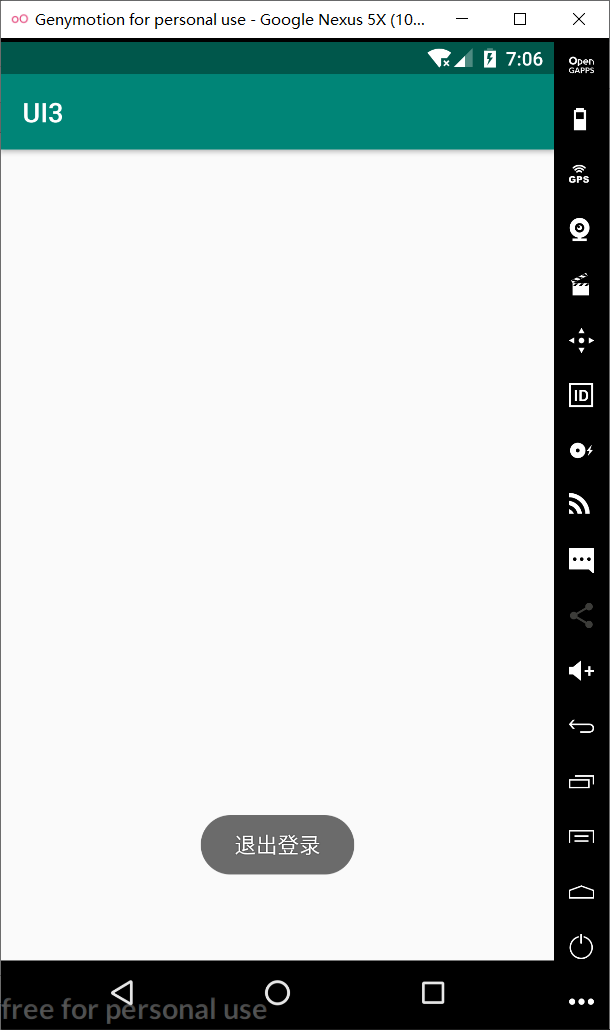 Genymotion for personal use - Google Nexus 5X (10...
7:06
Open
GAPPS
UI3
GPS
ID
退出登录
free for personal use